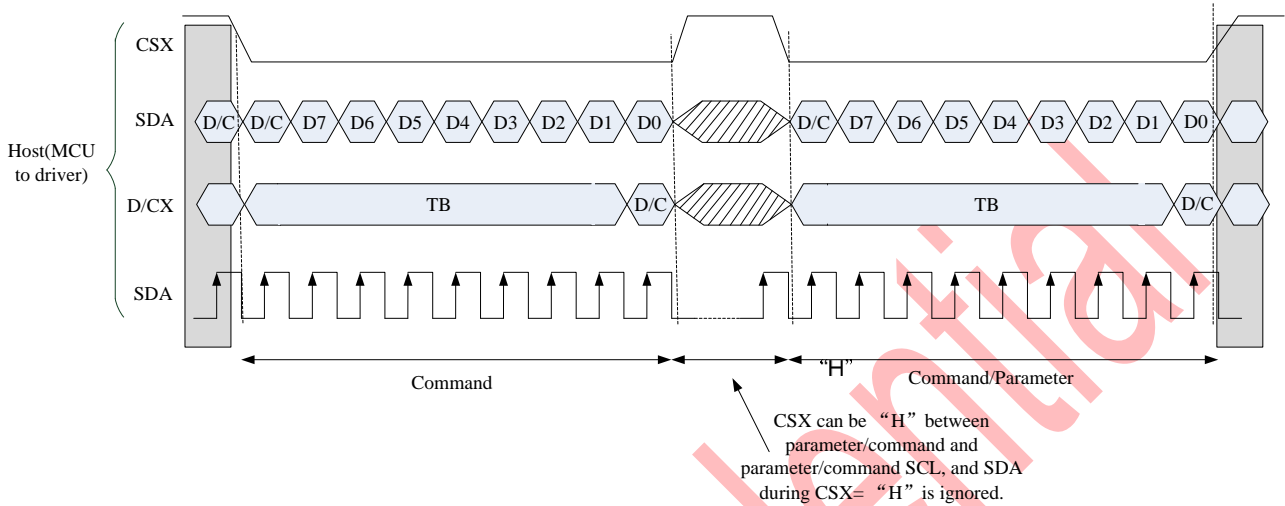 CSX
SDA
D/C D/C D7 D6 D5 D4 D3 D2 D1 D0 D/C D7 D6 D5 D4 D3 D2 D1 D0
Host(MCU
to driver)
D/CX
TB D/C TB D/C
SDA
Command
“H”
Command/Parameter
CSX can be “H” between
parameter/command and
parameter/command SCL, and SDA
during CSX= “H” is ignored.
dential